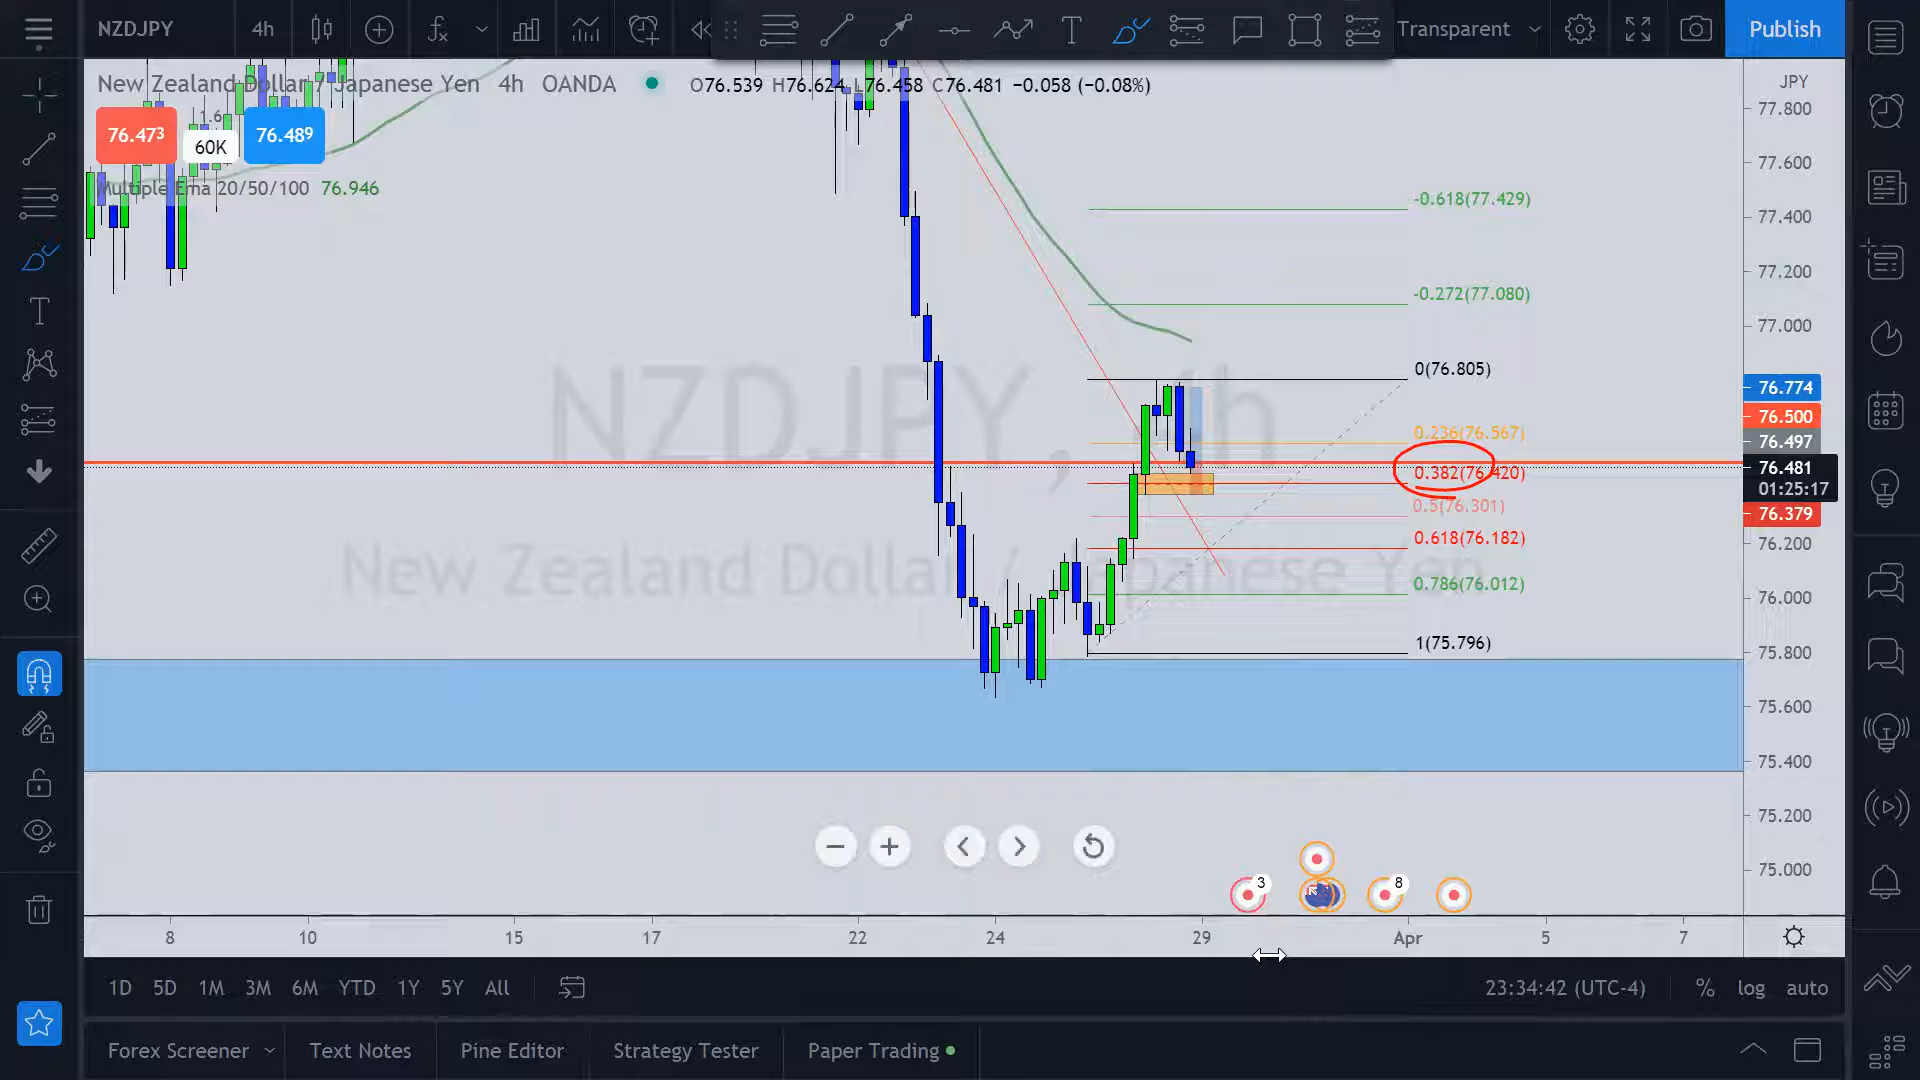 NZDJPY 4h Transparent Publish
New Zealand Dollar / Japanese Yen 4h OANDA O76.539 H76.624 L76.458 C76.481 −0.058 (−0.08%)
JPY
77.800
76.473 1.6 60K 76.489
77.600
Multiple Ema 20/50/100 76.946
-0.618(77.429)
77.400
77.200
-0.272(77.080)
77.000
0(76.805)
76.774
76.500
0.236(76.567)
76.497
76.481
0.382(76.420)
01:25:17
0.5(76.301)
76.379
0.618(76.182)
76.200
0.786(76.012)
76.000
1(75.796)
75.800
75.600
75.400
75.200
75.000
NZDJPY, 4h
New Zealand Dollar / Japanese Yen
3 8
8 10 15 17 22 24 29 Apr 5 7
1D 5D 1M 3M 6M YTD 1Y 5Y All 23:34:42 (UTC-4) % log auto
Forex Screener Text Notes Pine Editor Strategy Tester Paper Trading